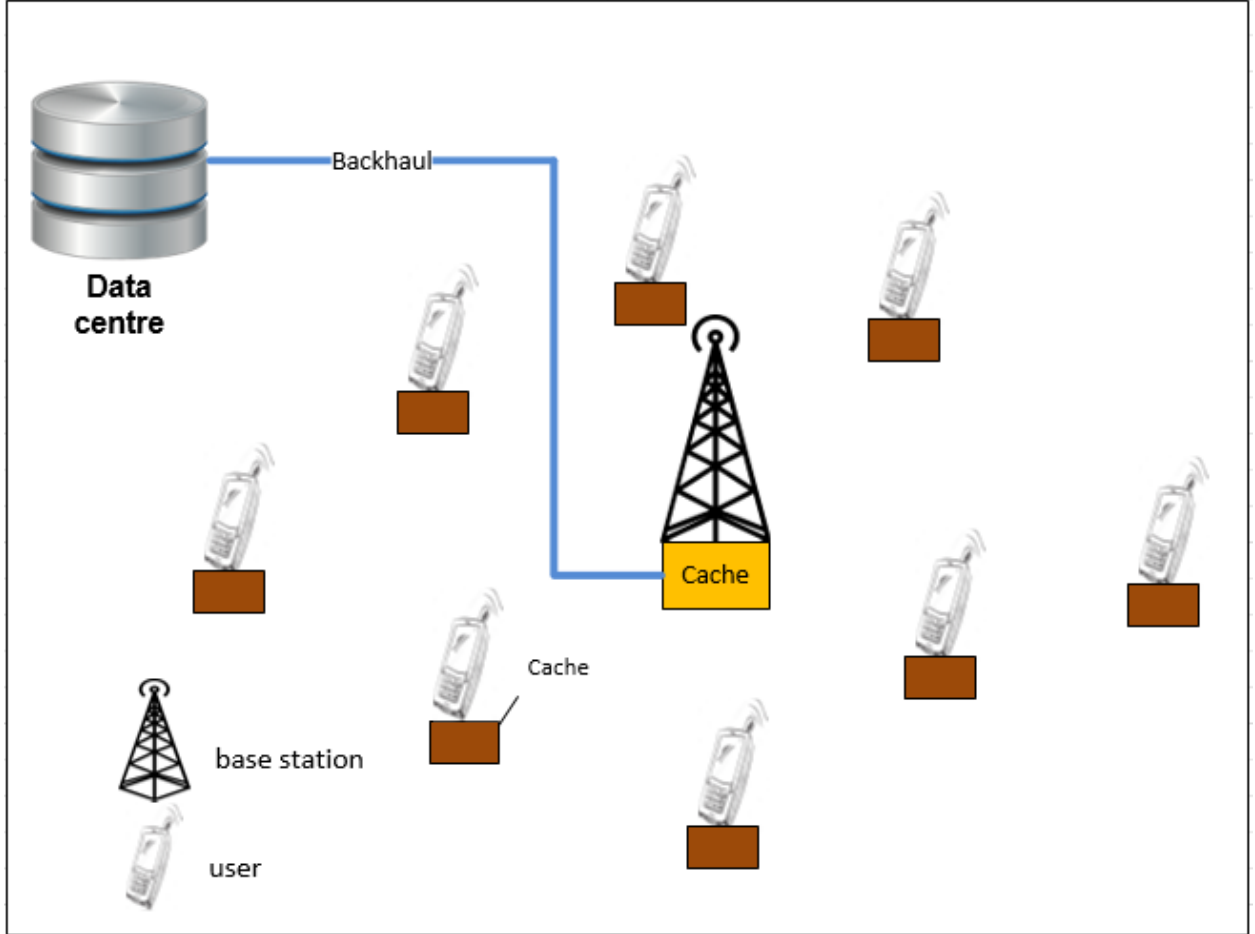 Backhaul
Data
centre
Cache
Cache
base station
user